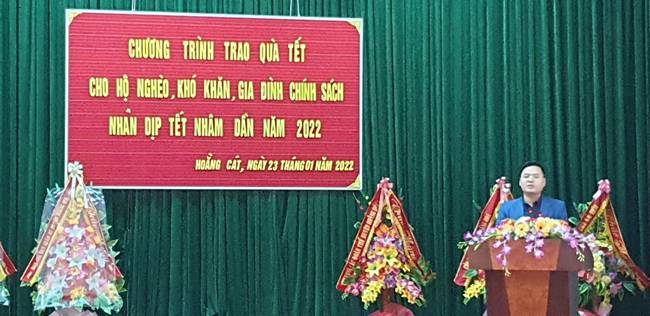 CHƯƠNG TRÌNH TRAO QUÀ TẾT
CHO HỘ NGHÈO, KHÓ KHĂN, GIA ĐÌNH CHÍNH SÁCH
NHÂN DỊP TẾT NHÂM DẦN NĂM 2022
HOẰNG CÁT, NGÀY 23 THÁNG 01 NĂM 2022